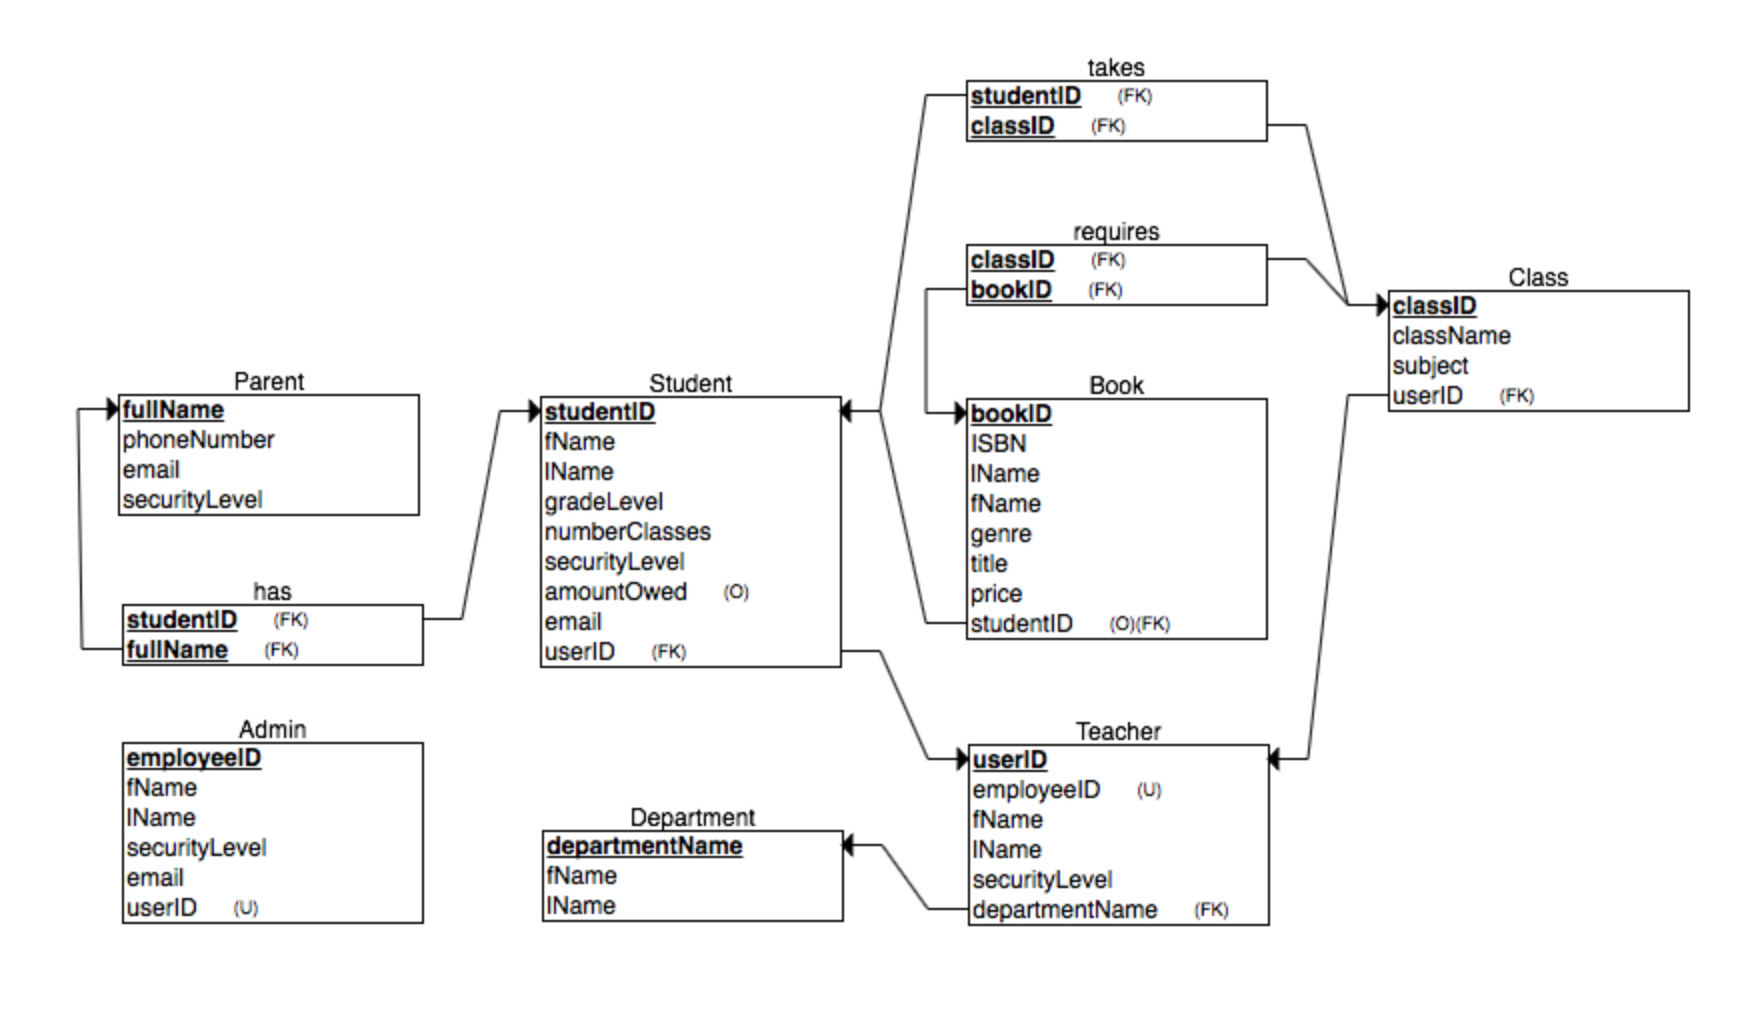 takes
studentID (FK)
classID (FK)
requires
classID (FK)
bookID (FK)
Class
classID
className
subject
userID (FK)
Parent
fullName
phoneNumber
email
securityLevel
Student
studentID
fName
lName
gradeLevel
numberClasses
securityLevel
amountOwed (O)
email
userID (FK)
Book
bookID
ISBN
lName
fName
genre
title
price
studentID (O)(FK)
has
studentID (FK)
fullName (FK)
Admin
employeeID
fName
lName
securityLevel
email
userID (U)
Department
departmentName
fName
lName
Teacher
userID
employeeID (U)
fName
lName
securityLevel
departmentName (FK)